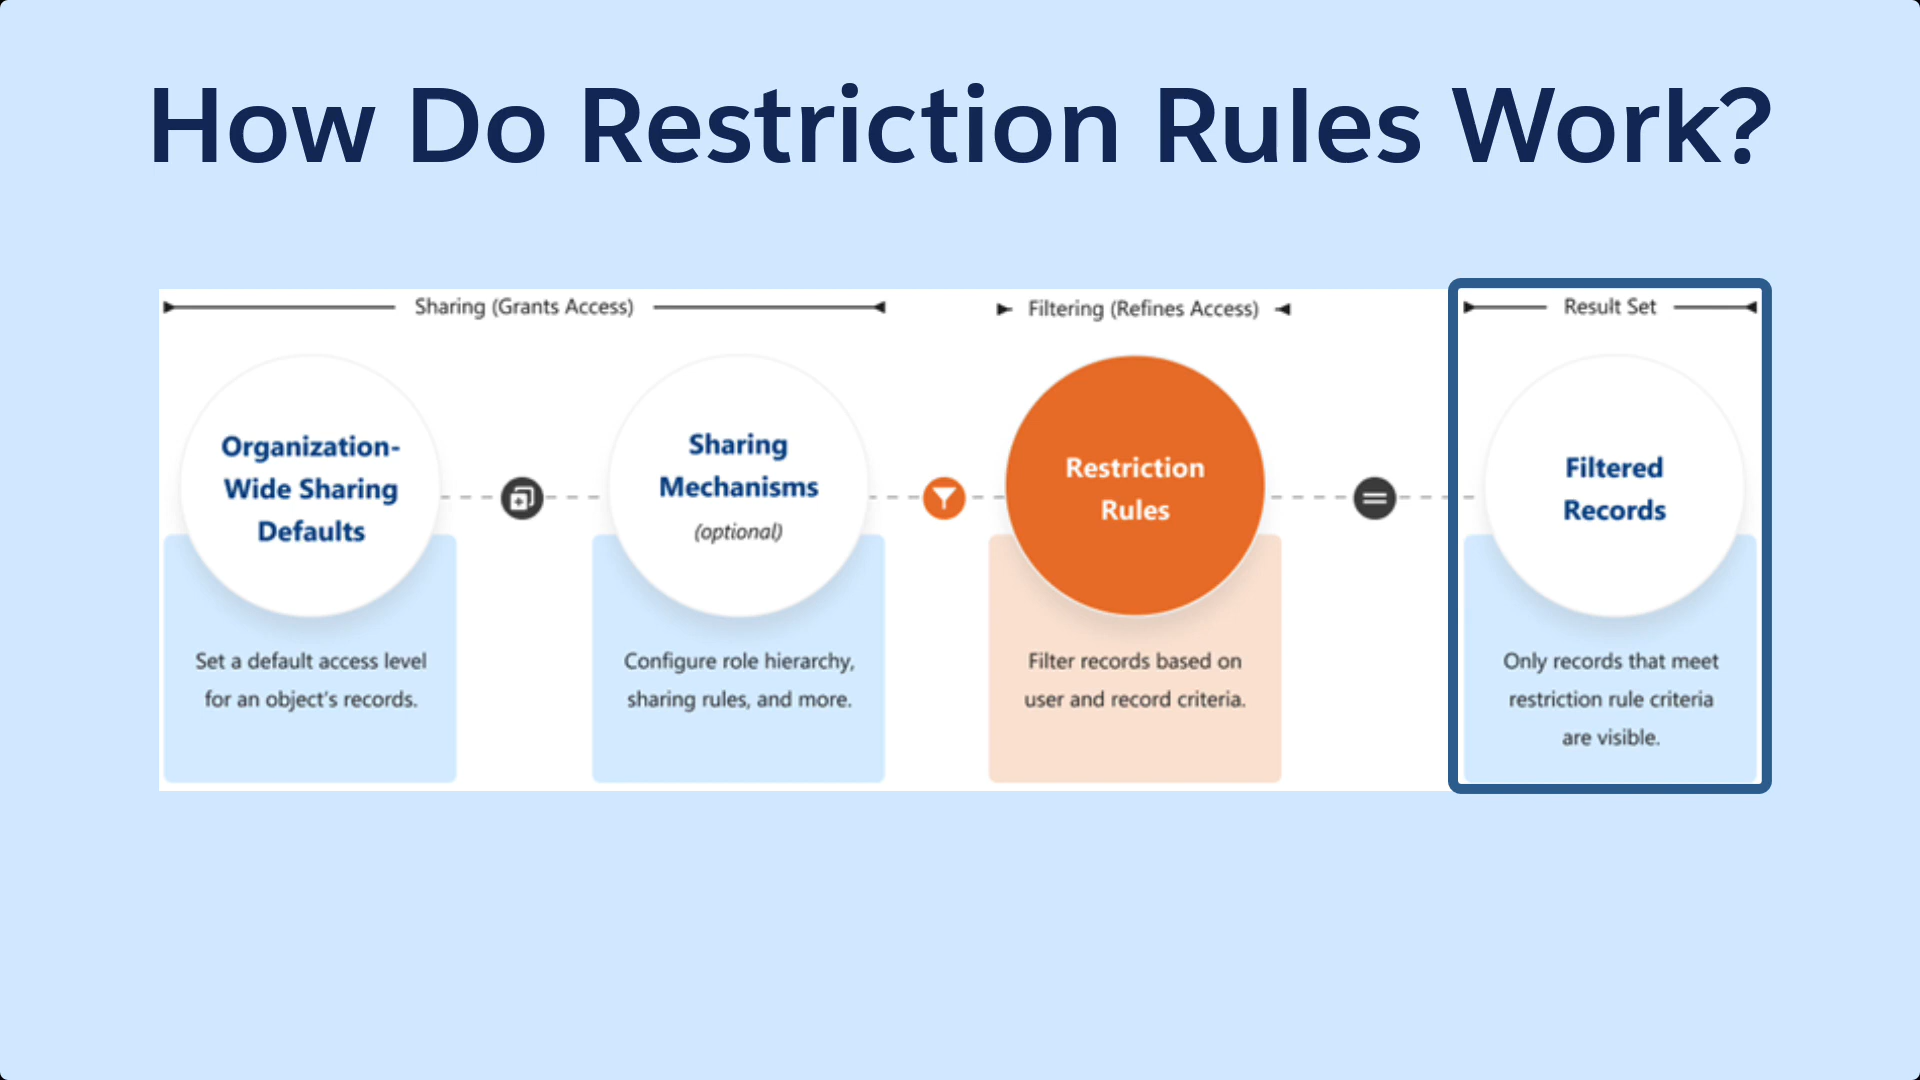 How Do Restriction Rules Work?
Sharing (Grants Access)
Filtering (Refines Access)
Result Set
Organization-
Wide Sharing
Defaults
Set a default access level
for an object's records.
Sharing
Mechanisms
(optional)
Configure role hierarchy,
sharing rules, and more.
Restriction
Rules
Filter records based on
user and record criteria.
Filtered
Records
Only records that meet
restriction rule criteria
are visible.